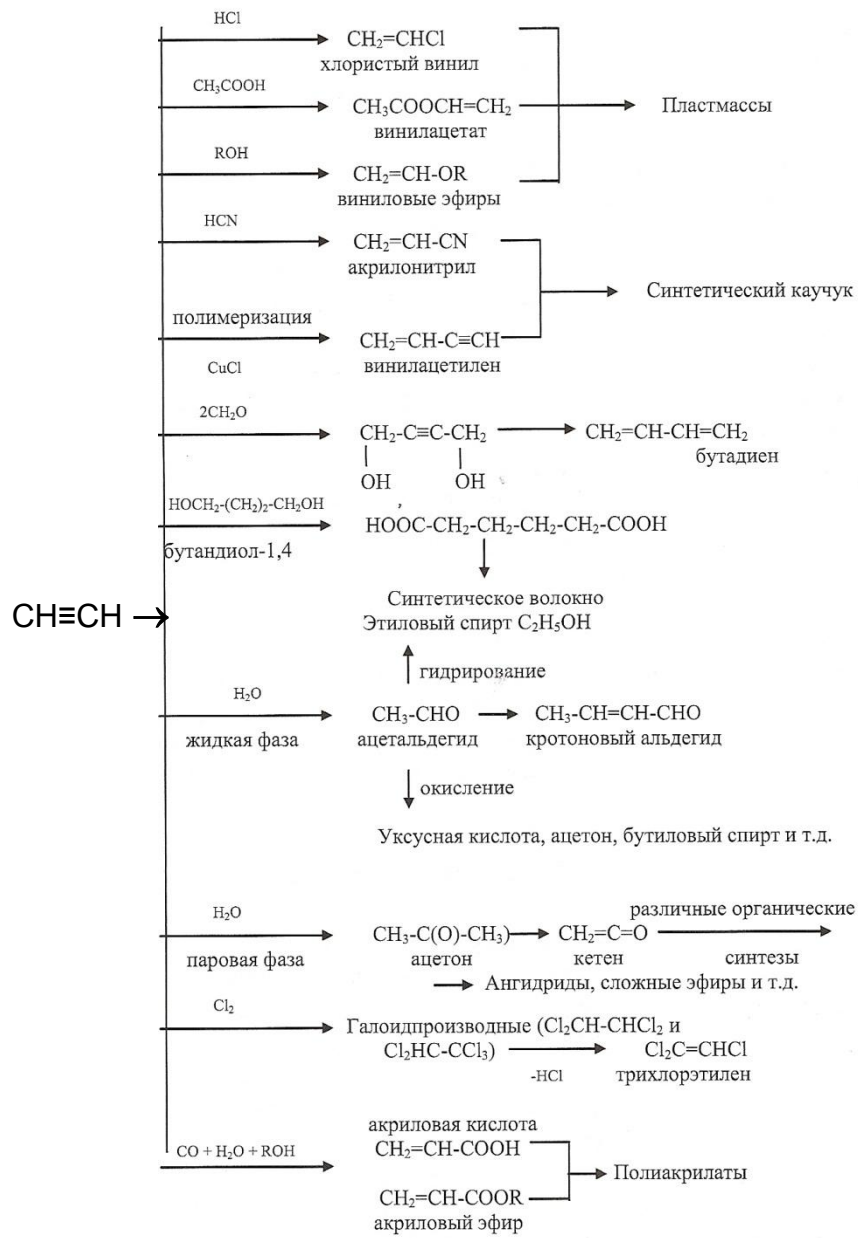 HCl
CH₂=CHCl
хлористый винил
CH₃COOH
CH₃COOCH=CH₂
винилацетат
Пластмассы
ROH
CH₂=CH-OR
виниловые эфиры
HCN
CH₂=CH-CN
акрилонитрил
Синтетический каучук
полимеризация
CH₂=CH-C≡CH
CuCl
винилацетилен
2CH₂O
CH₂-C≡C-CH₂
CH₂=CH-CH=CH₂
бутадиен
OH OH
HOCH₂-(CH₂)₂-CH₂OH
HOOC-CH₂-CH₂-CH₂-CH₂-COOH
бутандиол-1,4
Синтетическое волокно
CH≡CH →
Этиловый спирт C₂H₅OH
гидрирование
H₂O
CH₃-CHO CH₃-CH=CH-CHO
жидкая фаза ацетальдегид кротоновый альдегид
окисление
Уксусная кислота, ацетон, бутиловый спирт и т.д.
H₂O
различные органические
CH₃-C(O)-CH₃) CH₂=C=O
паровая фаза ацетон кетен синтезы
Ангидриды, сложные эфиры и т.д.
Cl₂
Галоидпроизводные (Cl₂CH-CHCl₂ и
Cl₂HC-CCl₃) Cl₂C=CHCl
-HCl трихлорэтилен
акриловая кислота
CO + H₂O + ROH
CH₂=CH-COOH
Полиакрилаты
CH₂=CH-COOR
акриловый эфир